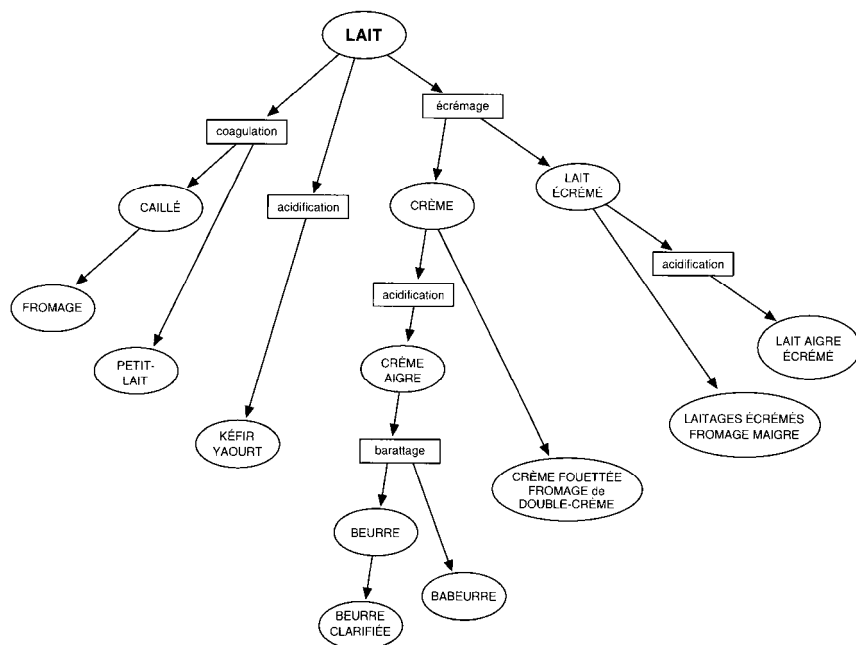 LAIT
écrémage
coagulation
LAIT
ÉCRÉMÉ
CAILLÉ
acidification
CRÈME
acidification
acidification
FROMAGE
LAIT AIGRE
ÉCRÉMÉ
PETIT-
LAIT
CRÈME
AIGRE
LAITAGES ÉCRÉMÉS
FROMAGE MAIGRE
KÉFIR
YAOURT
barattage
CRÈME FOUETTÉE
FROMAGE de
DOUBLE-CRÈME
BEURRE
BABEURRE
BEURRE
CLARIFIÉE